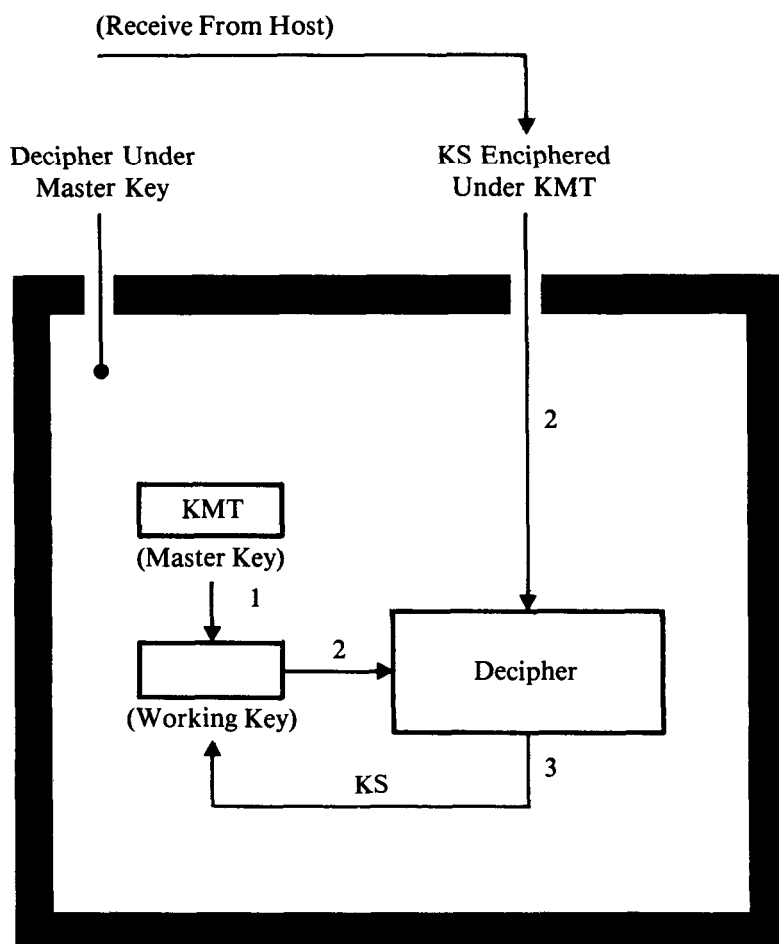 (Receive From Host)
Decipher Under
Master Key
KS Enciphered
Under KMT
2
KMT
(Master Key)
1
2
Decipher
(Working Key)
3
KS